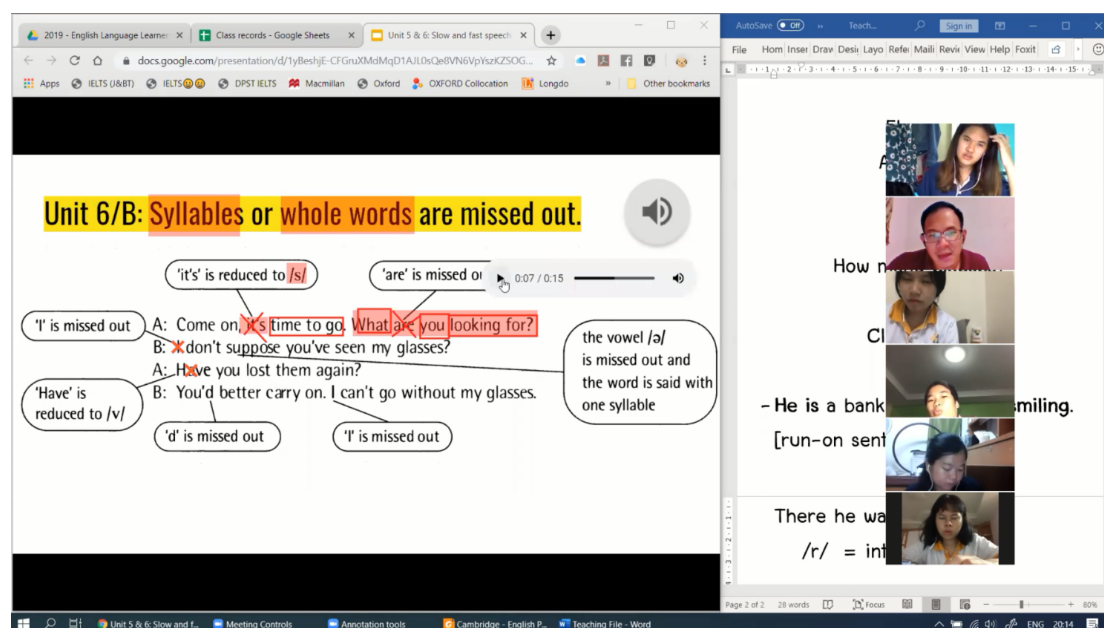 2019 - English Language Learner
Class records - Google Sheets
Unit 5 & 6: Slow and fast speech
docs.google.com/presentation/d/1yBeshjE-CFGruXMdMqD1AJL0sQe8VN6VpYszKZSOG...
Apps
IELTS (J&BT)
IELTS
DPST IELTS
Macmillan
Oxford
OXFORD Collocation
Longdo
»
Other bookmarks
Unit 6/B: Syllables or whole words are missed out.
'it's' is reduced to /s/
'are' is missed ou
0:07 / 0:15
'I' is missed out
A: Come on, it's time to go. What are you looking for?
B: I don't suppose you've seen my glasses?
A: Have you lost them again?
B: You'd better carry on. I can't go without my glasses.
the vowel /ə/
is missed out and
the word is said with
one syllable
'Have' is
reduced to /v/
'd' is missed out
'I' is missed out
AutoSave Off
Teach...
Sign in
File Hom Inser Draw Desig Layo Refe Maili Revie View Help Foxit
How m
Cl
- He is a bank smiling.
[run-on sent
There he wa
/r/ = int
Page 2 of 2 28 words Focus 60%
Unit 5 & 6: Slow and f...
Meeting Controls
Annotation tools
Cambridge - English P...
Teaching File - Word
ENG 20:14